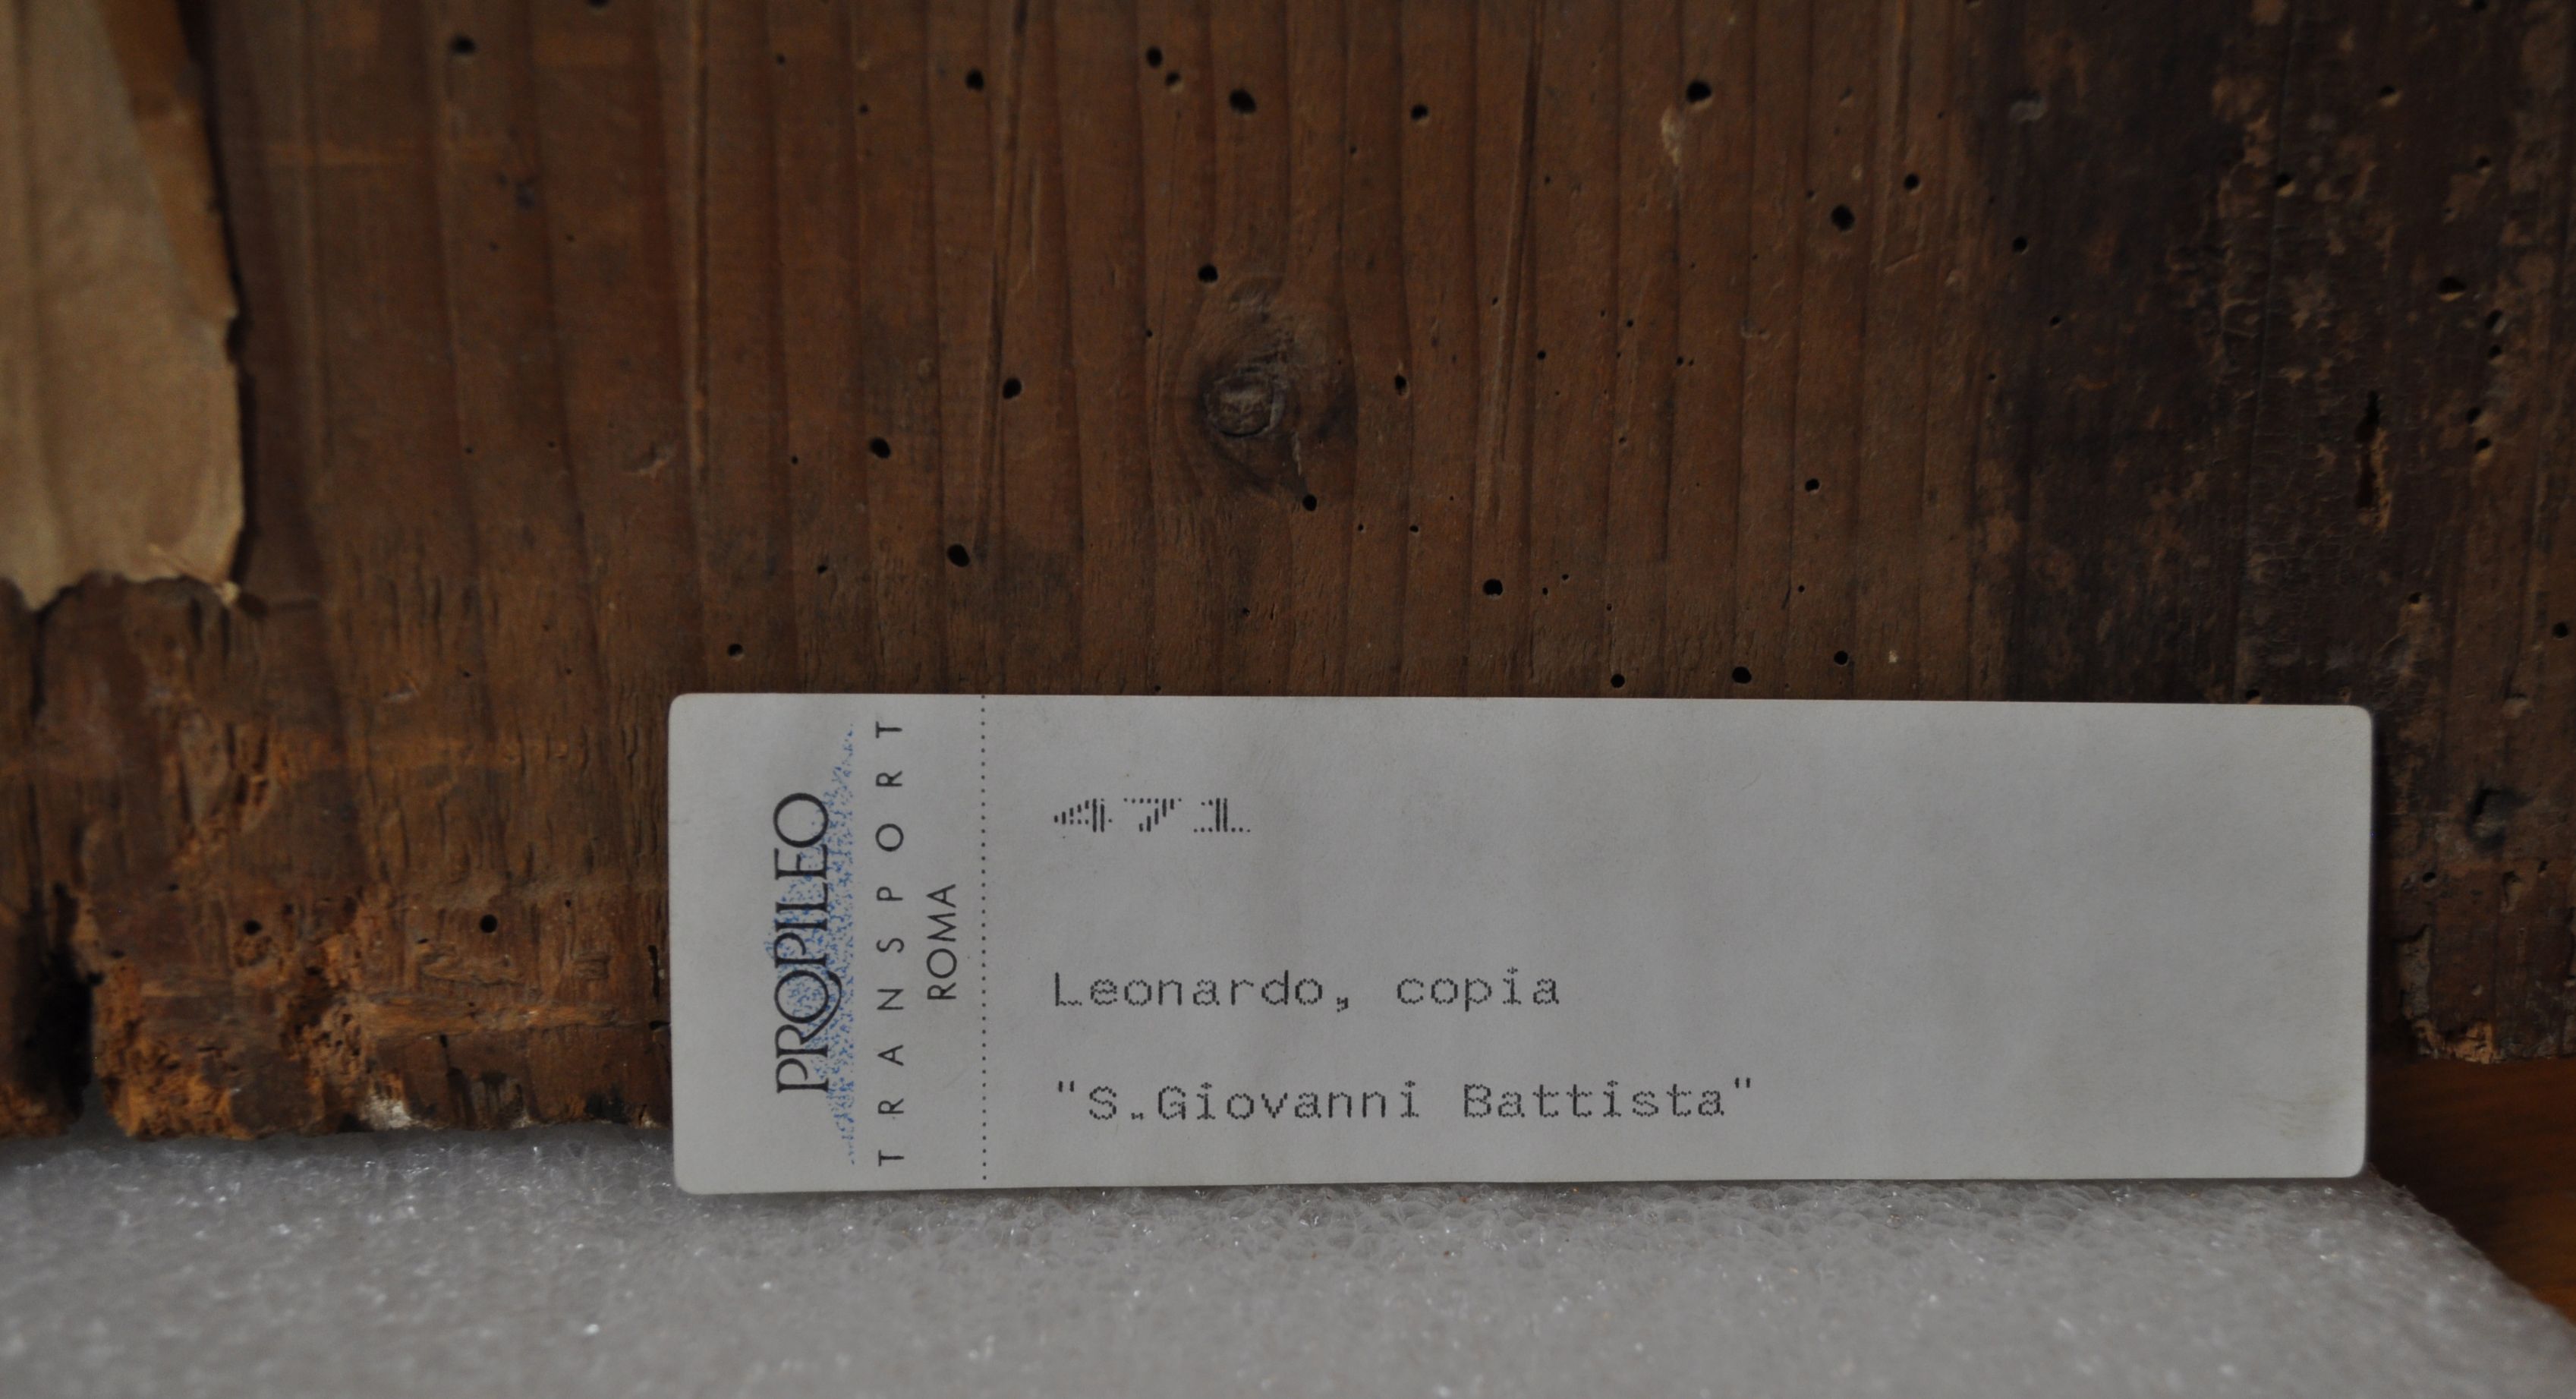 PROPILEO
TRANSPORT
ROMA
471
Leonardo, copia
"S.Giovanni Battista"